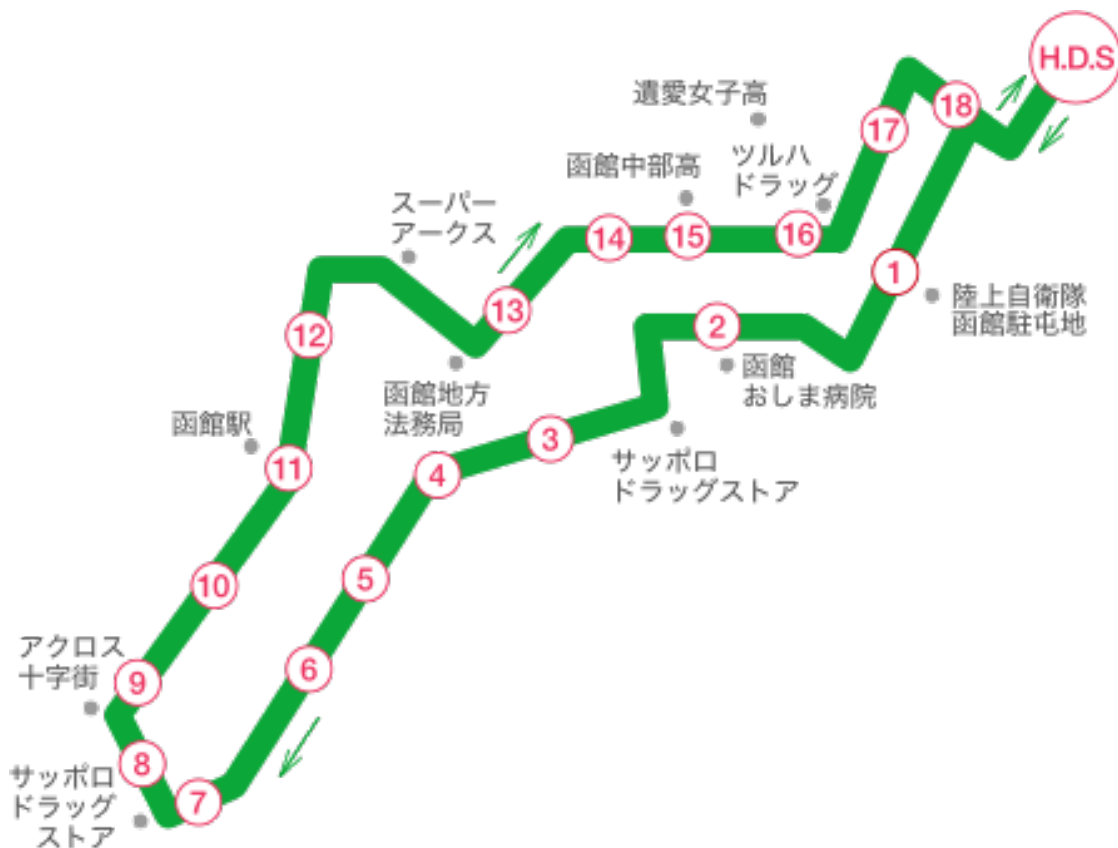 H.D.S
18
遺愛女子高
17
ツルハ
ドラッグ
函館中部高
スーパー
アークス
14
15
16
1
陸上自衛隊
函館駐屯地
13
12
2
函館
おしま病院
函館地方
法務局
函館駅
3
サッポロ
ドラッグストア
11
4
10
5
アクロス
十字街
6
9
8
サッポロ
ドラッグ
ストア
7